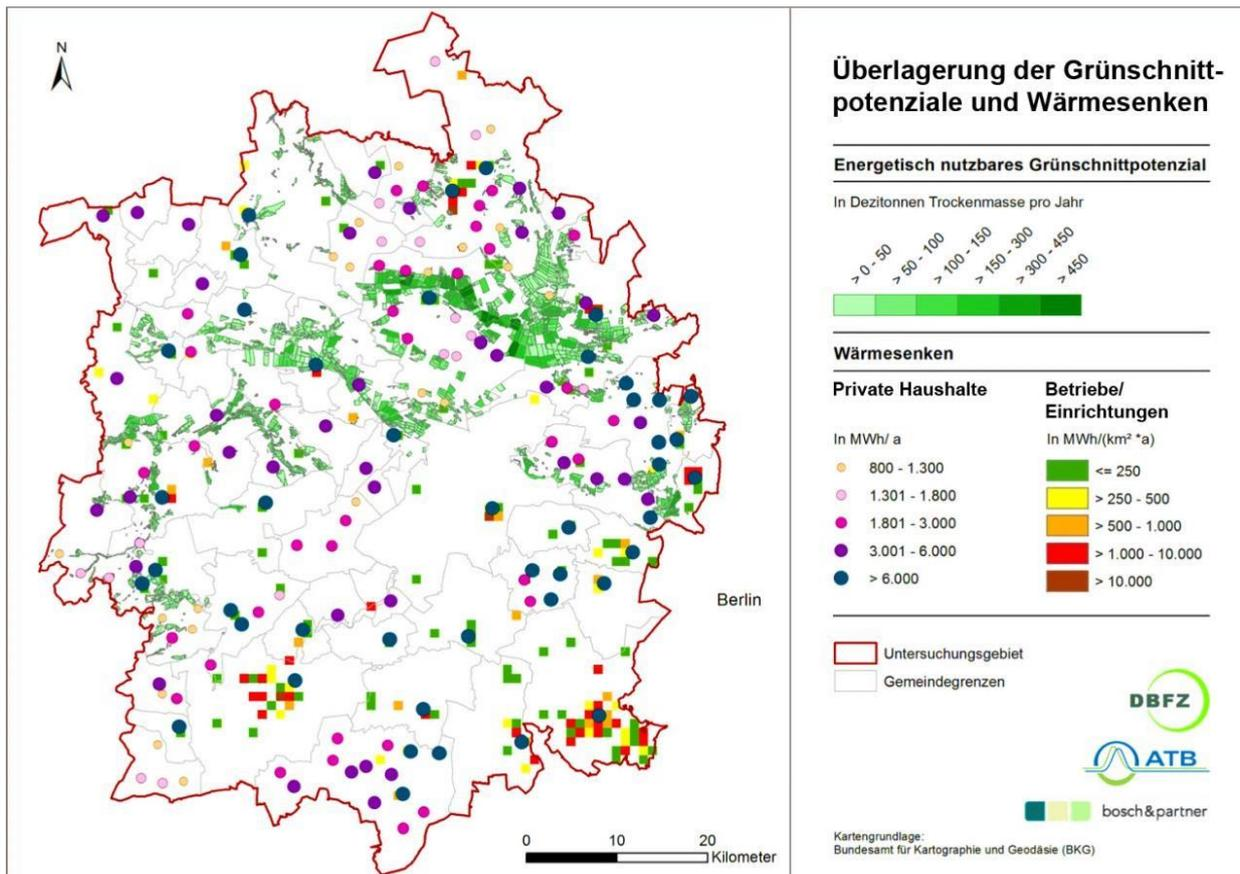 N
Berlin
0 10 20
Kilometer
Überlagerung der Grünschnitt-
potenziale und Wärmesenken
Energetisch nutzbares Grünschnittpotenzial
In Dezitonnen Trockenmasse pro Jahr
> 0 - 50
> 50 - 100
> 100 - 150
> 150 - 300
> 300 - 450
> 450
Wärmesenken
Private Haushalte
In MWh/ a
800 - 1.300
1.301 - 1.800
1.801 - 3.000
3.001 - 6.000
> 6.000
Betriebe/
Einrichtungen
In MWh/(km² *a)
<= 250
> 250 - 500
> 500 - 1.000
> 1.000 - 10.000
> 10.000
Untersuchungsgebiet
Gemeindegrenzen
DBFZ
ATB
bosch&partner
Kartengrundlage:
Bundesamt für Kartographie und Geodäsie (BKG)